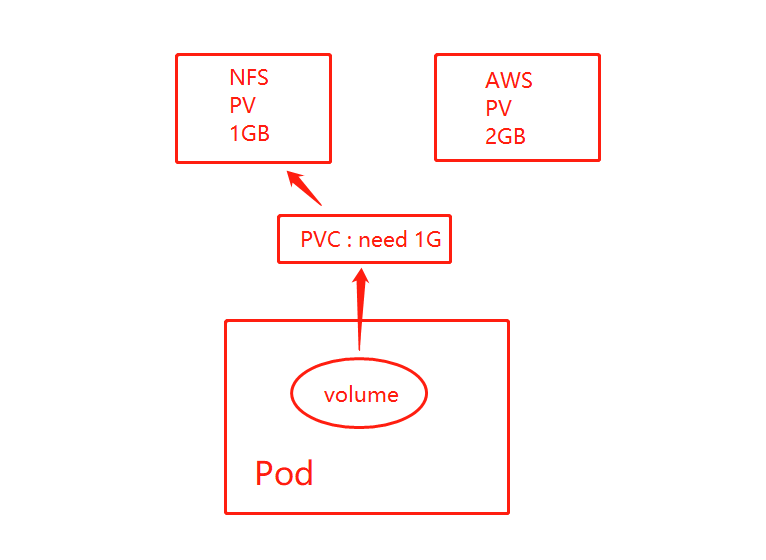 NFS
PV
1GB
AWS
PV
2GB
PVC : need 1G
volume
Pod